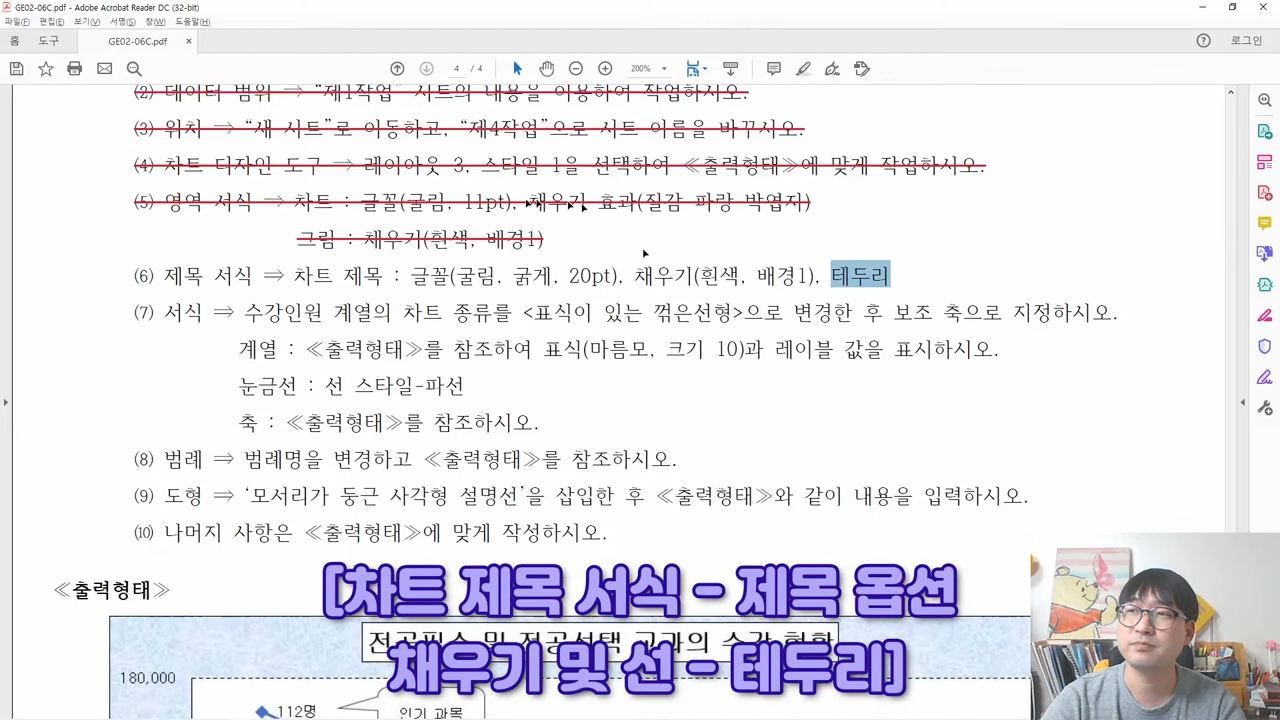 GE02-06C.pdf - Adobe Acrobat Reader DC (32-bit)
파일(F) 편집(E) 보기(V) 서명(S) 창(W) 도움말(H)
홈 도구 GE02-06C.pdf × 로그인
4 / 4 200%
(2) 데이터 범위 ⇒ “제1작업” 시트의 내용을 이용하여 작업하시오.
(3) 위치 ⇒ “새 시트”로 이동하고, “제4작업”으로 시트 이름을 바꾸시오.
(4) 차트 디자인 도구 ⇒ 레이아웃 3, 스타일 1을 선택하여 ≪출력형태≫에 맞게 작업하시오.
(5) 영역 서식 ⇒ 차트 : 글꼴(굴림, 11pt), 채우기 효과(질감-파랑 박엽지)
그림 : 채우기(흰색, 배경1)
(6) 제목 서식 ⇒ 차트 제목 : 글꼴(굴림, 굵게, 20pt), 채우기(흰색, 배경1), 테두리
(7) 서식 ⇒ 수강인원 계열의 차트 종류를 <표식이 있는 꺾은선형>으로 변경한 후 보조 축으로 지정하시오.
계열 : ≪출력형태≫를 참조하여 표식(마름모, 크기 10)과 레이블 값을 표시하시오.
눈금선 : 선 스타일-파선
축 : ≪출력형태≫를 참조하시오.
(8) 범례 ⇒ 범례명을 변경하고 ≪출력형태≫를 참조하시오.
(9) 도형 ⇒ ‘모서리가 둥근 사각형 설명선’을 삽입한 후 ≪출력형태≫와 같이 내용을 입력하시오.
(10) 나머지 사항은 ≪출력형태≫에 맞게 작성하시오.
≪출력형태≫
[차트 제목 서식 - 제목 옵션
전공필수 및 전공선택 교과의 수강 현황
채우기 및 선 - 테두리]
180,000
112명 인기 과목